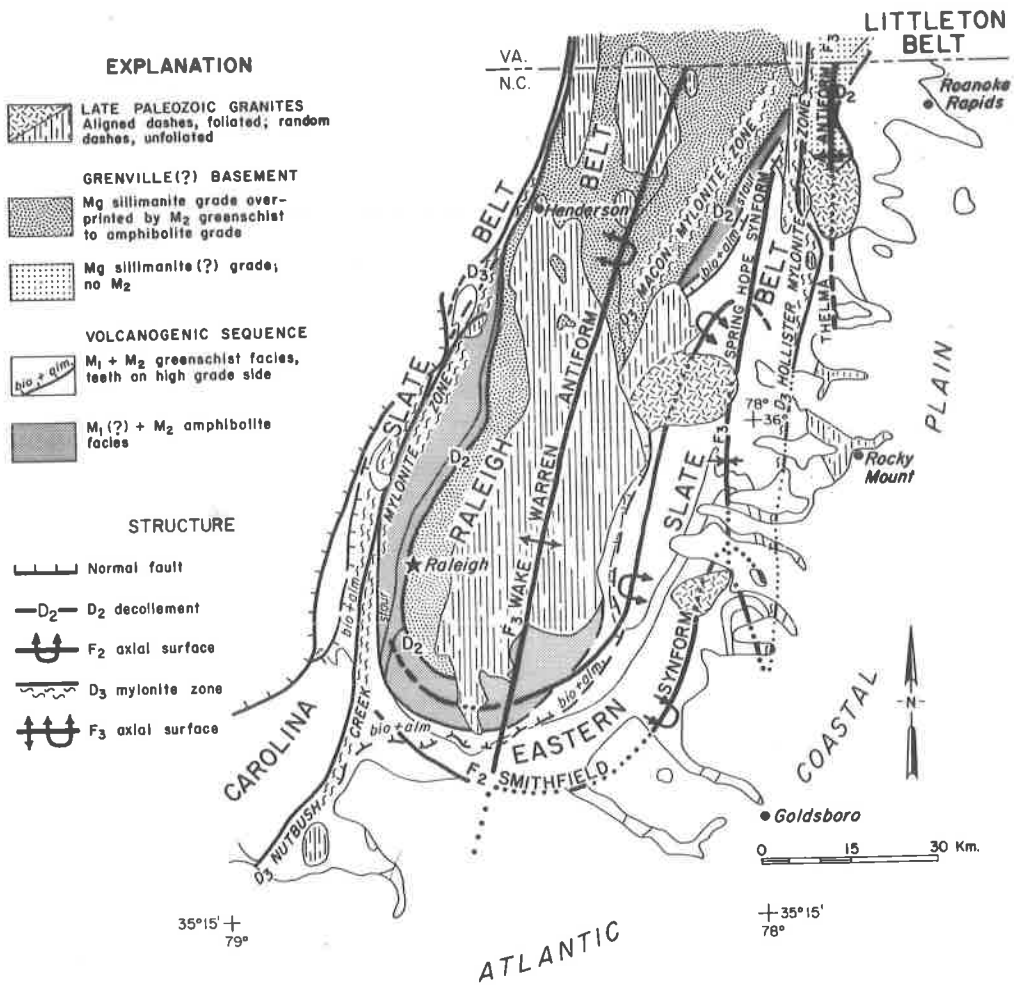 EXPLANATION
LATE PALEOZOIC GRANITES
Aligned dashes, foliated; random
dashes, unfoliated
GRENVILLE(?) BASEMENT
Mg sillimanite grade over-
printed by M2 greenschist
to amphibolite grade
Mg sillimanite(?) grade;
no M2
VOLCANOGENIC SEQUENCE
bio + alm.
M1 + M2 greenschist facies,
teeth on high grade side
M1(?) + M2 amphibolite
facies
STRUCTURE
Normal fault
D2
D2 decollement
F2 axial surface
D3 mylonite zone
F3 axial surface
LITTLETON
BELT
VA.
N.C.
F3
D2
THELMA ANTIFORM
Roanoke
Rapids
Henderson
RALEIGH BELT
D3 MACON MYLONITE ZONE
D2
bio+alm
staur
SPRING HOPE SYNFORM
F3
D3 HOLLISTER MYLONITE ZONE
78°
36°
Rocky
Mount
COASTAL PLAIN
CAROLINA SLATE BELT
D3
D3 NUTBUSH CREEK MYLONITE ZONE
bio+alm
staur
D2
Raleigh
D2
F3 WAKE WARREN ANTIFORM
EASTERN SLATE BELT
bio+alm
bio+alm
F2 SMITHFIELD SYNFORM
Goldsboro
N
0 15 30 Km.
35°15'
79°
35°15'
78°
ATLANTIC